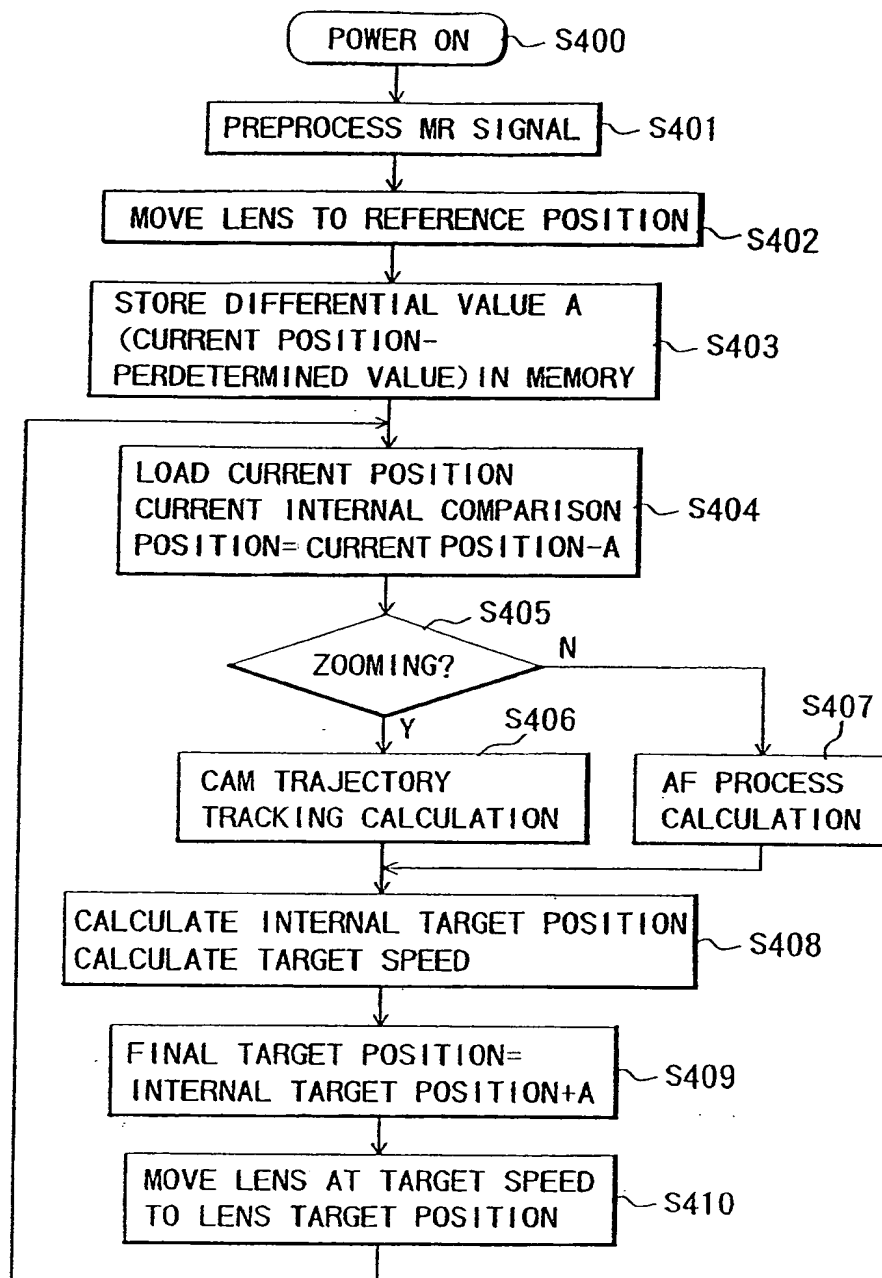 POWER ON
S400
PREPROCESS MR SIGNAL
S401
MOVE LENS TO REFERENCE POSITION
S402
STORE DIFFERENTIAL VALUE A
(CURRENT POSITION-
PERDETERMINED VALUE) IN MEMORY
S403
LOAD CURRENT POSITION
CURRENT INTERNAL COMPARISON
POSITION= CURRENT POSITION-A
S404
S405
ZOOMING?
N
Y
S406
CAM TRAJECTORY
TRACKING CALCULATION
S407
AF PROCESS
CALCULATION
CALCULATE INTERNAL TARGET POSITION
CALCULATE TARGET SPEED
S408
FINAL TARGET POSITION=
INTERNAL TARGET POSITION+A
S409
MOVE LENS AT TARGET SPEED
TO LENS TARGET POSITION
S410